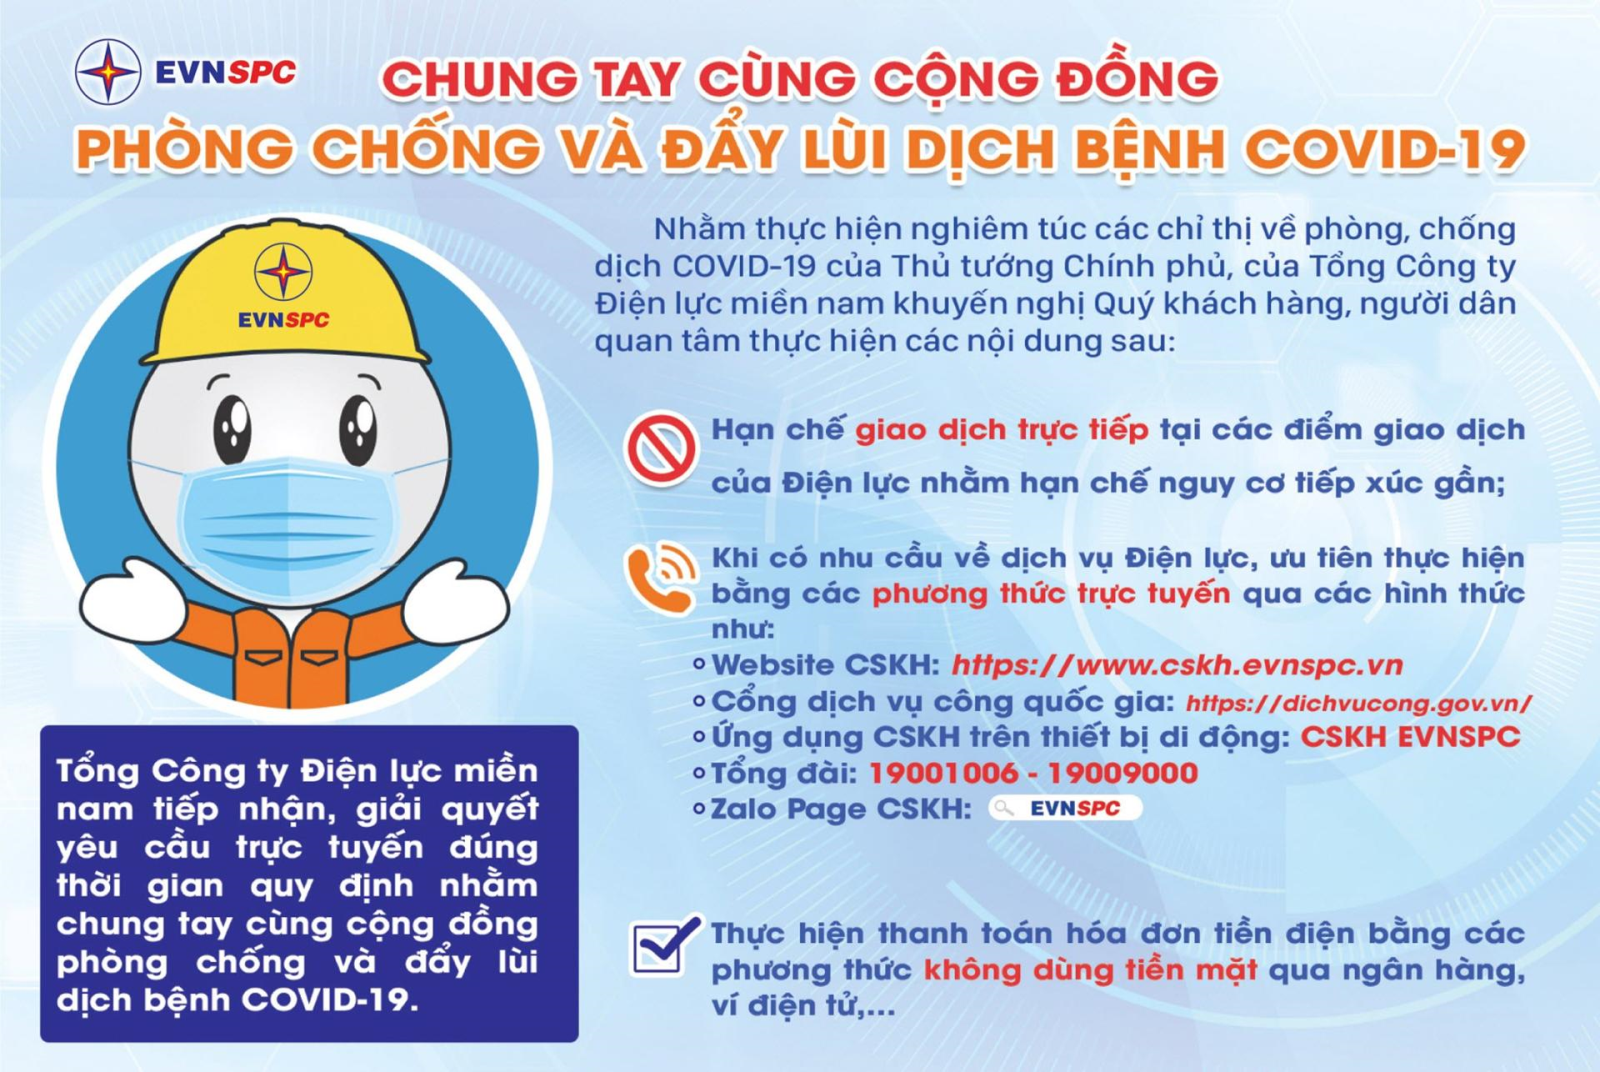 EVNSPC
CHUNG TAY CÙNG CỘNG ĐỒNG
PHÒNG CHỐNG VÀ ĐẨY LÙI DỊCH BỆNH COVID-19
EVNSPC
Nhằm thực hiện nghiêm túc các chỉ thị về phòng, chống
dịch COVID-19 của Thủ tướng Chính phủ, của Tổng Công ty
Điện lực miền nam khuyến nghị Quý khách hàng, người dân
quan tâm thực hiện các nội dung sau:
Hạn chế giao dịch trực tiếp tại các điểm giao dịch
của Điện lực nhằm hạn chế nguy cơ tiếp xúc gần;
Khi có nhu cầu về dịch vụ Điện lực, ưu tiên thực hiện
bằng các phương thức trực tuyến qua các hình thức
như:
Website CSKH: https://www.cskh.evnspc.vn
Cổng dịch vụ công quốc gia: https://dichvucong.gov.vn/
Ứng dụng CSKH trên thiết bị di động: CSKH EVNSPC
Tổng đài: 19001006 - 19009000
Zalo Page CSKH: EVNSPC
Thực hiện thanh toán hóa đơn tiền điện bằng các
phương thức không dùng tiền mặt qua ngân hàng,
ví điện tử,...
Tổng Công ty Điện lực miền
nam tiếp nhận, giải quyết
yêu cầu trực tuyến đúng
thời gian quy định nhằm
chung tay cùng cộng đồng
phòng chống và đẩy lùi
dịch bệnh COVID-19.